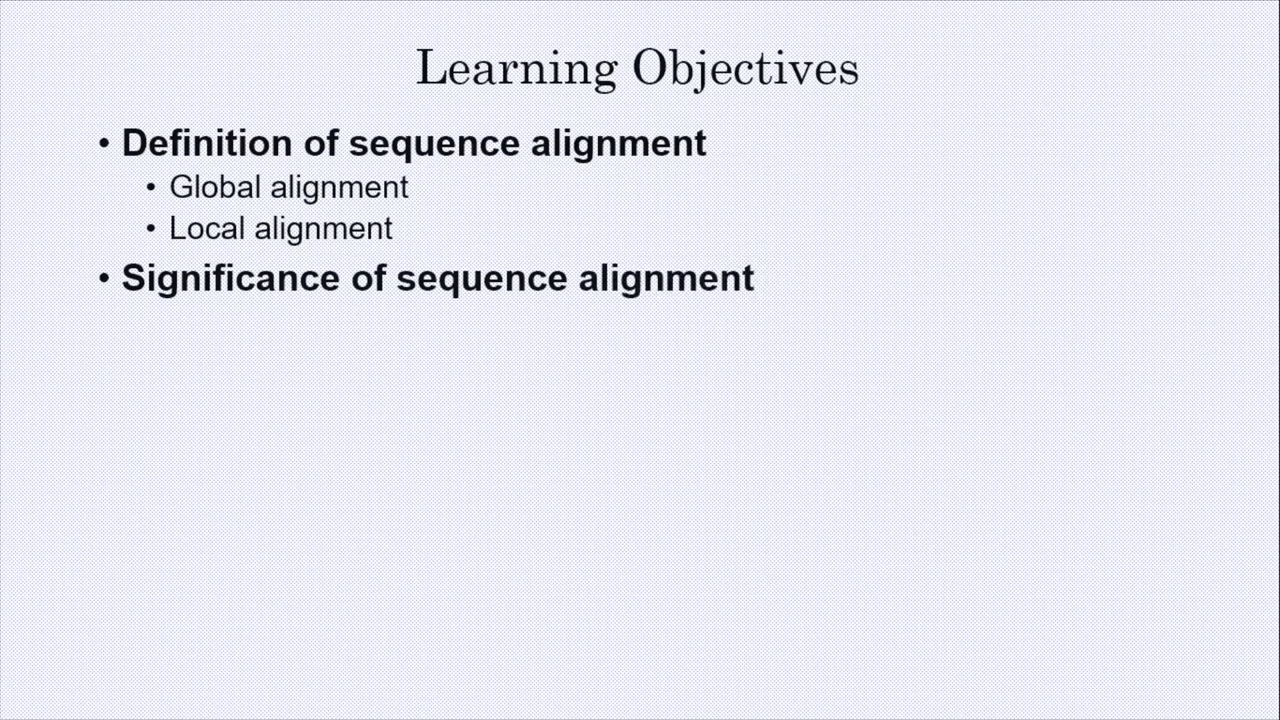 Learning Objectives
• Definition of sequence alignment
• Global alignment
• Local alignment
• Significance of sequence alignment